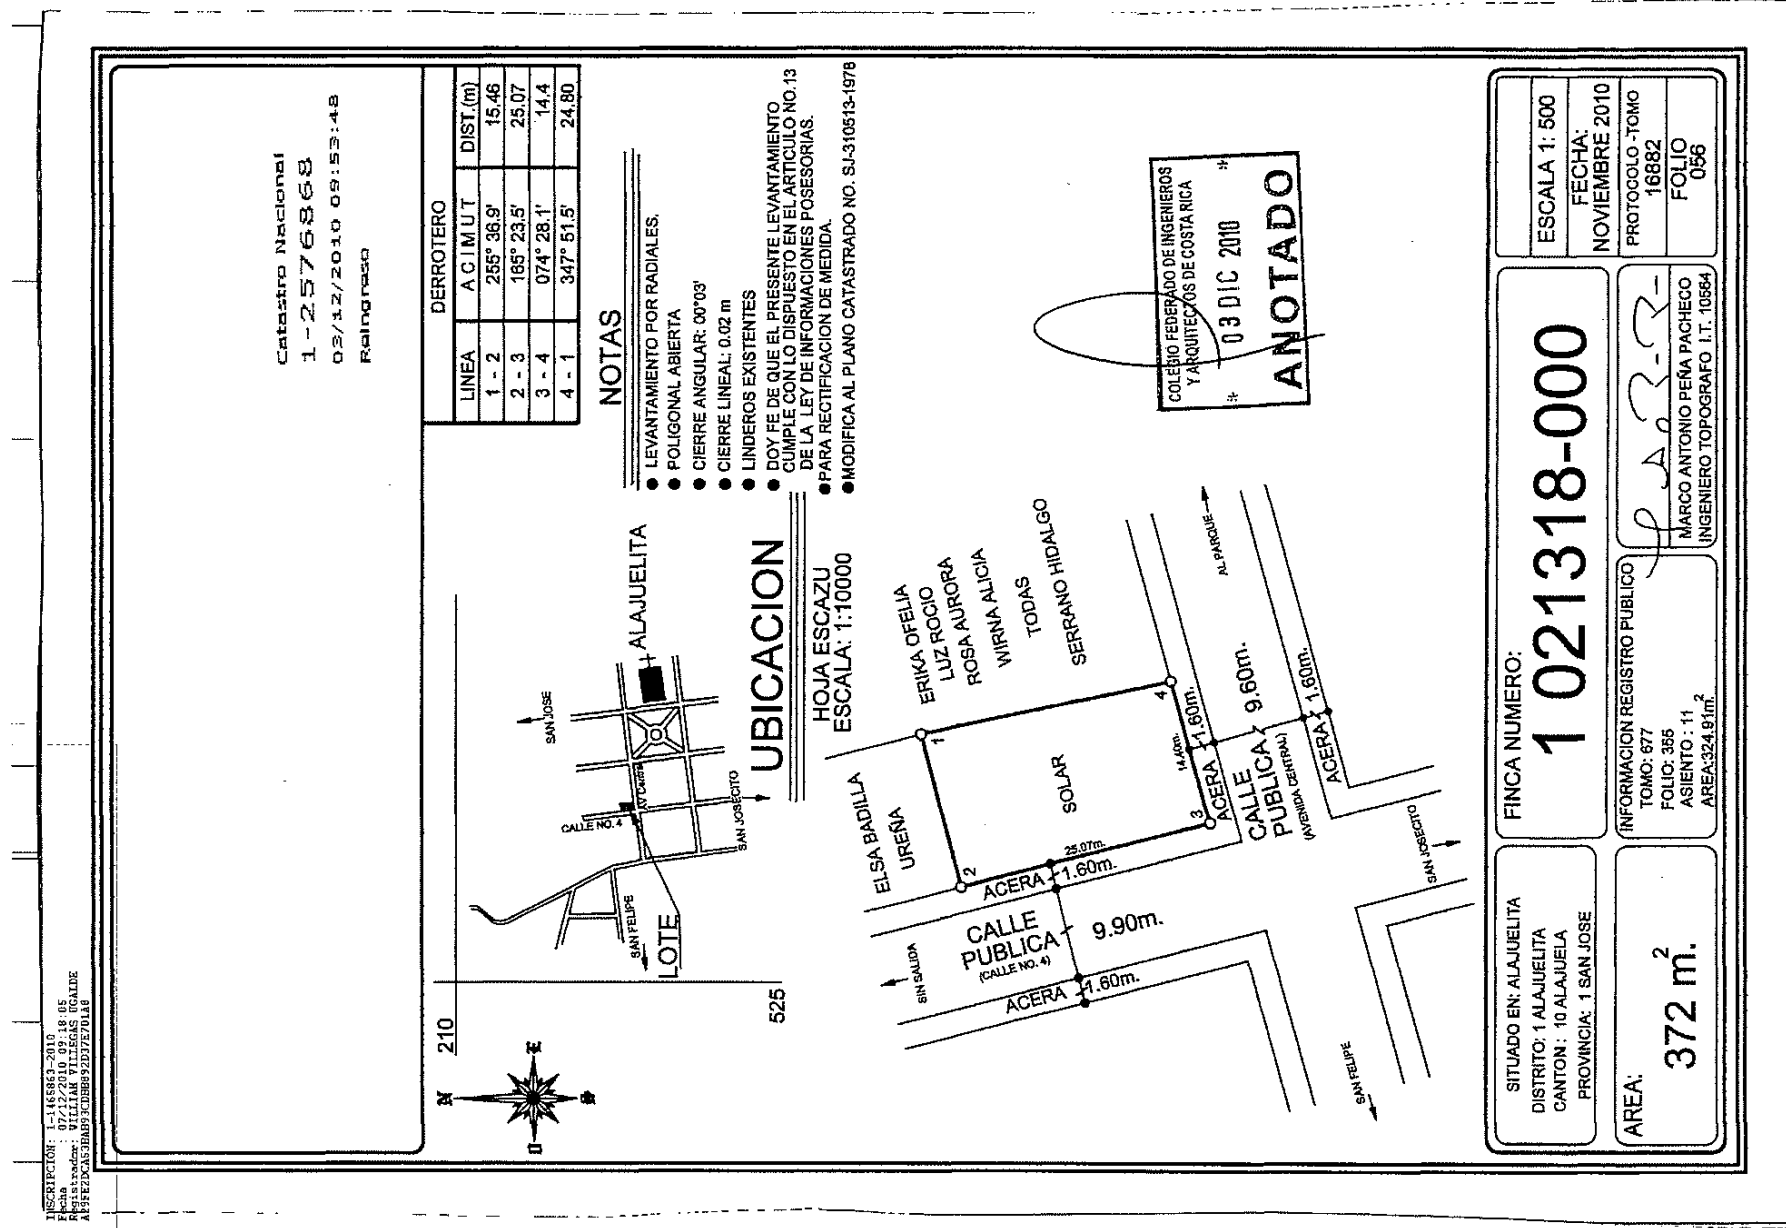 INSCRIPCIÓN: 1-1465863-2010
Fecha : 07/12/2010 09:18:05
Registrador: WILLIAM VILLEGAS UGALDE
Catastro Nacional
1-2576868
03/12/2010 09:53:48
Reingreso
DERROTERO
LINEA ACIMUT DIST.(m)
1 - 2 255° 36.9' 15.46
2 - 3 165° 23.5' 25.07
3 - 4 074° 28.1' 14.4
4 - 1 347° 51.5' 24.80
NOTAS
● LEVANTAMIENTO POR RADIALES.
● POLIGONAL ABIERTA
● CIERRE ANGULAR: 00°03'
● CIERRE LINEAL: 0.02 m
● LINDEROS EXISTENTES
● DOY FE DE QUE EL PRESENTE LEVANTAMIENTO
CUMPLE CON LO DISPUESTO EN EL ARTICULO NO.13
DE LA LEY DE INFORMACIONES POSESORIAS.
● PARA RECTIFICACION DE MEDIDA.
● MODIFICA AL PLANO CATASTRADO NO. SJ-310513-1978
210
525
N
E
O
SAN JOSE
ALAJUELITA
CALLE NO. 4
AV Central
SAN JOSECITO
SAN FELIPE
LOTE
UBICACION
HOJA ESCAZU
ESCALA: 1:10000
ELSA BADILLA
UREÑA
ERIKA OFELIA
LUZ ROCIO
ROSA AURORA
WIRNA ALICIA
TODAS
SERRANO HIDALGO
1
2
3
4
SOLAR
25.07m.
14.40m.
ACERA 1.60m.
CALLE
PUBLICA
(CALLE NO. 4)
9.90m.
ACERA 1.60m.
SIN SALIDA
ACERA 1.60m.
CALLE
PUBLICA 9.60m.
(AVENIDA CENTRAL)
ACERA 1.60m.
AL PARQUE
SAN JOSECITO
SAN FELIPE
COLEGIO FEDERADO DE INGENIEROS
Y ARQUITECTOS DE COSTA RICA
03 DIC 2010
ANOTADO
SITUADO EN: ALAJUELITA
DISTRITO: 1 ALAJUELITA
CANTON: 10 ALAJUELA
PROVINCIA: 1 SAN JOSE
AREA:
372 m2.
FINCA NUMERO:
1 021318-000
INFORMACION REGISTRO PUBLICO
TOMO: 677
FOLIO: 355
ASIENTO : 11
AREA:324.91m2
MARCO ANTONIO PEÑA PACHECO
INGENIERO TOPOGRAFO I.T. 10584
ESCALA 1: 500
FECHA:
NOVIEMBRE 2010
PROTOCOLO -TOMO
16882
FOLIO
056